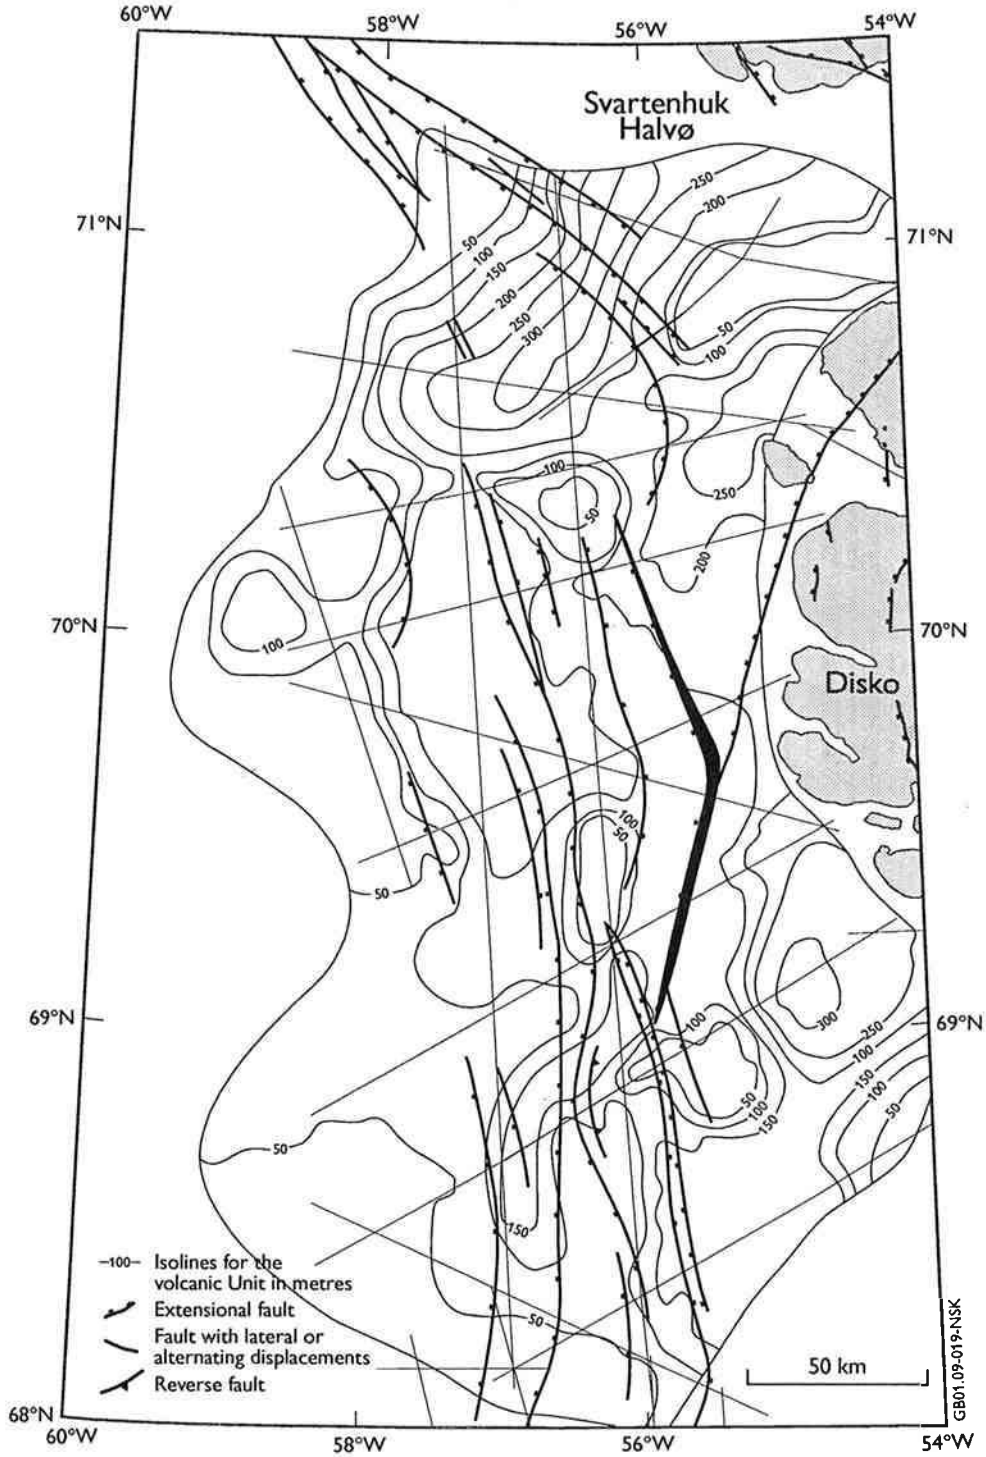 60°W
58°W
56°W
54°W
Svartenhuk
Halvø
71°N
71°N
250
200
50
100
150
200
250
300
50
100
100
50
250
200
70°N
70°N
100
Disko
100
50
50
69°N
69°N
300
250
100
150
100
50
100
50
100
150
50
150
50
–100– Isolines for the
volcanic Unit in metres
Extensional fault
Fault with lateral or
alternating displacements
Reverse fault
50 km
GB01.09-019-NSK
68°N
60°W
58°W
56°W
54°W